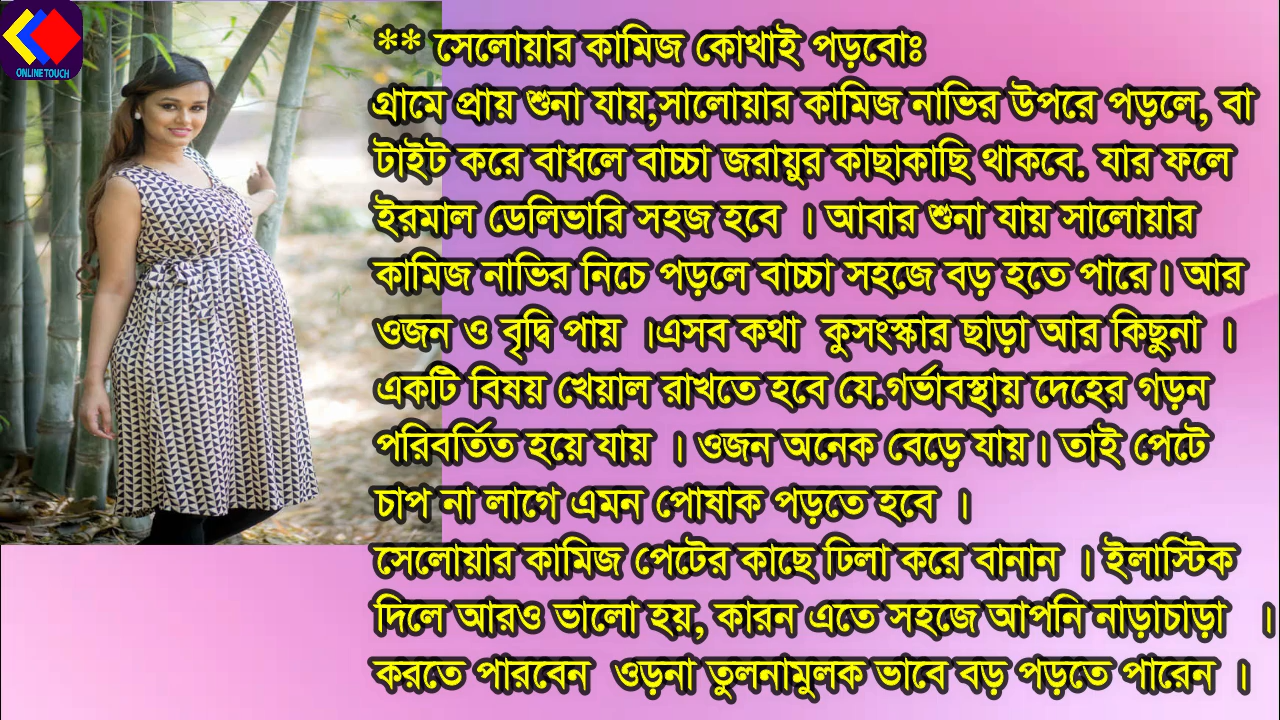 ONLINE TOUCH
** সেলোয়ার কামিজ কোথাই পড়বোঃ
গ্রামে প্রায় শুনা যায়,সালোয়ার কামিজ নাভির উপরে পড়লে, বা
টাইট করে বাধলে বাচ্চা জরায়ুর কাছাকাছি থাকবে. যার ফলে
ইরমাল ডেলিভারি সহজ হবে । আবার শুনা যায় সালোয়ার
কামিজ নাভির নিচে পড়লে বাচ্চা সহজে বড় হতে পারে। আর
ওজন ও বৃদ্বি পায় ।এসব কথা কুসংস্কার ছাড়া আর কিছুনা ।
একটি বিষয় খেয়াল রাখতে হবে যে.গর্ভাবস্থায় দেহের গড়ন
পরিবর্তিত হয়ে যায় । ওজন অনেক বেড়ে যায়। তাই পেটে
চাপ না লাগে এমন পোষাক পড়তে হবে ।
সেলোয়ার কামিজ পেটের কাছে ঢিলা করে বানান । ইলাস্টিক
দিলে আরও ভালো হয়, কারন এতে সহজে আপনি নাড়াচাড়া ।
করতে পারবেন ওড়না তুলনামুলক ভাবে বড় পড়তে পারেন ।